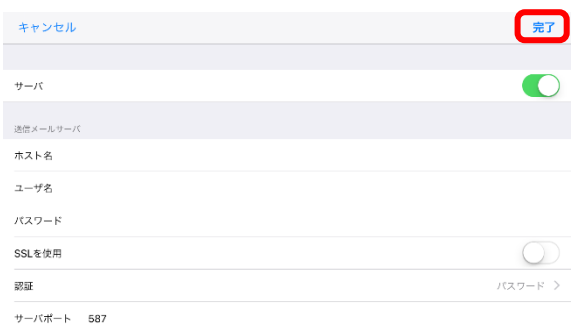 キャンセル 完了
サーバ
送信メールサーバ
ホスト名
ユーザ名
パスワード
SSLを使用
認証 パスワード
サーバポート 587